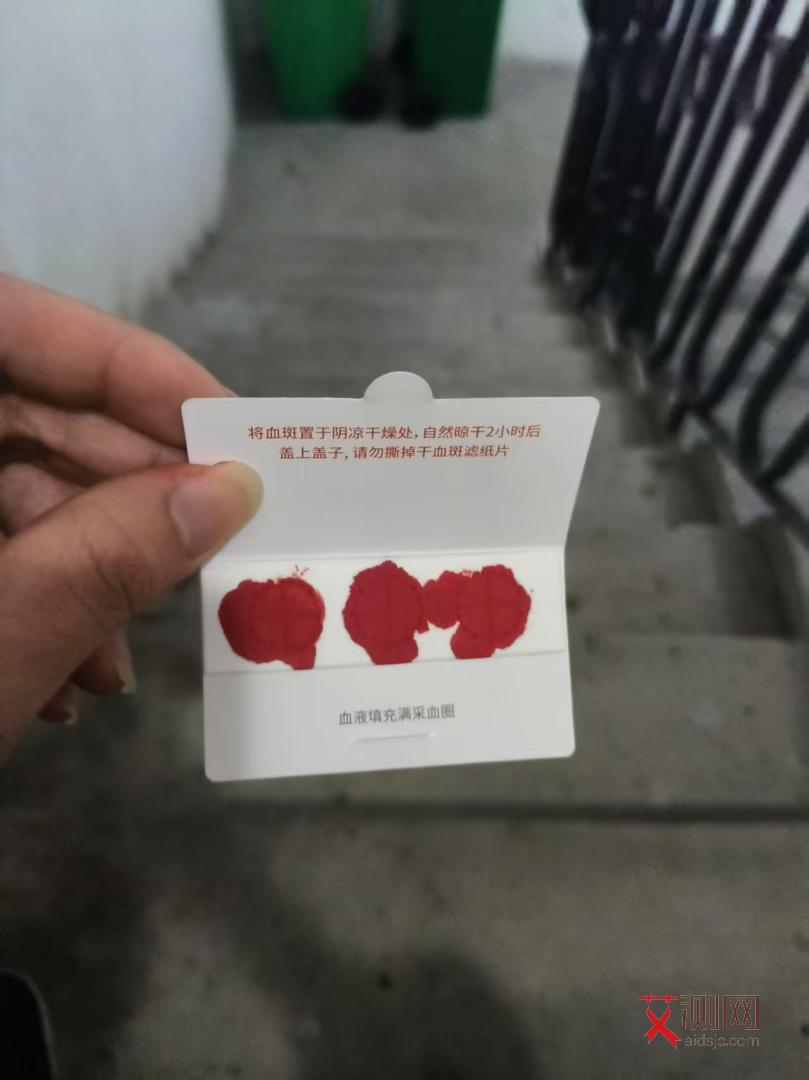 将血斑置于阴凉干燥处，自然晾干2小时后
盖上盖子，请勿撕掉干血斑滤纸片
血液填充满采血圈
艾测网
aidsjc.com